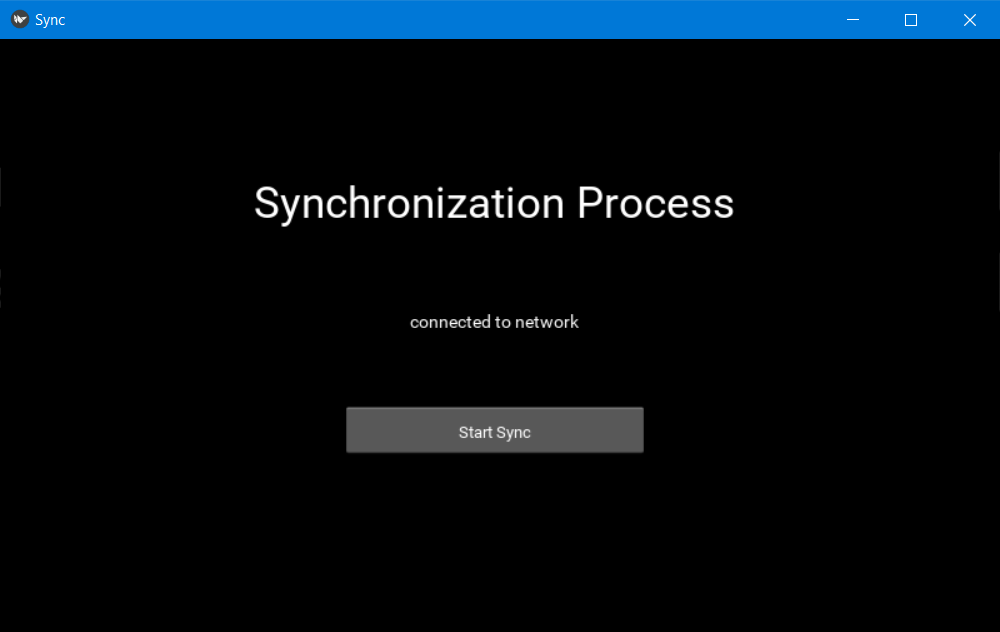 Sync
Synchronization Process
connected to network
Start Sync